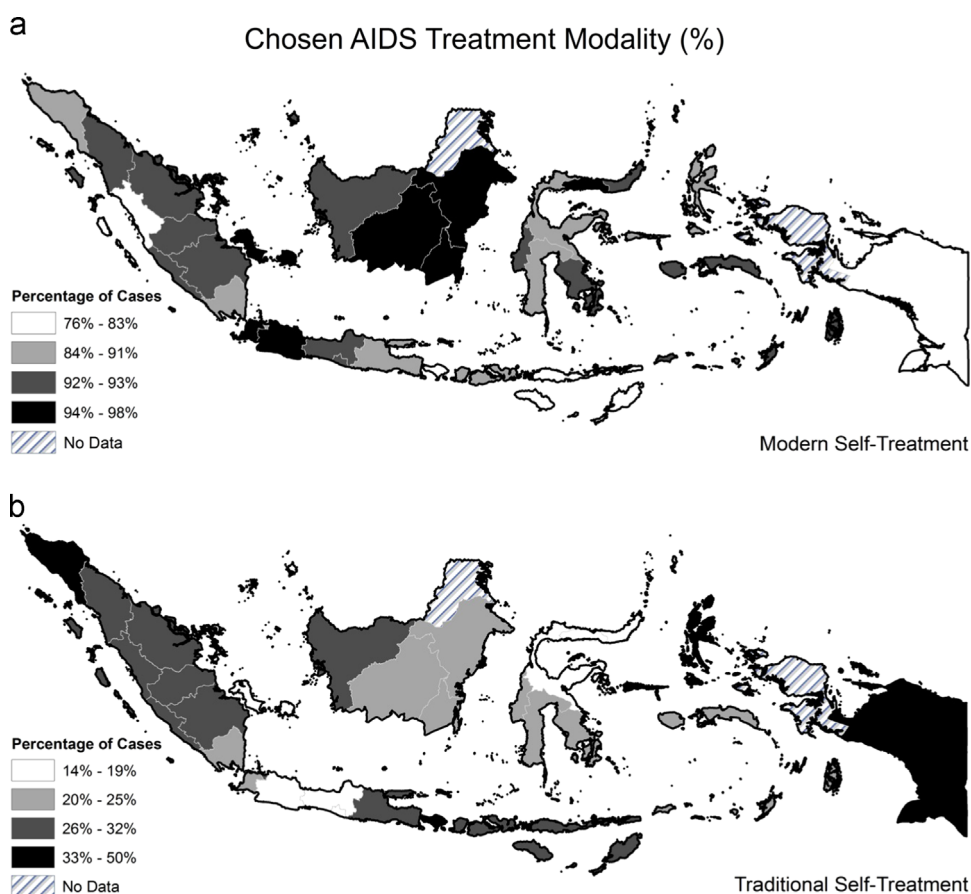 a
Chosen AIDS Treatment Modality (%)
Percentage of Cases
76% - 83%
84% - 91%
92% - 93%
94% - 98%
No Data
Modern Self-Treatment
b
Percentage of Cases
14% - 19%
20% - 25%
26% - 32%
33% - 50%
No Data
Traditional Self-Treatment